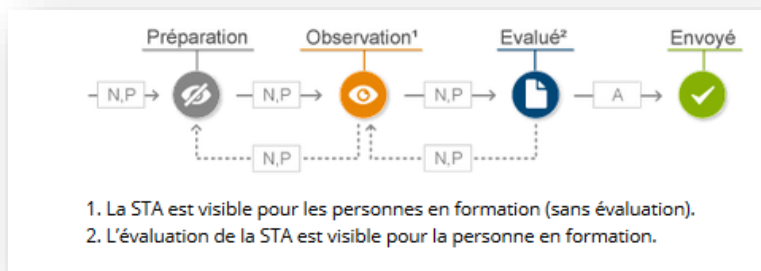 Préparation Observation¹ Evalué² Envoyé
N,P N,P N,P A
N,P N,P
1. La STA est visible pour les personnes en formation (sans évaluation).
2. L’évaluation de la STA est visible pour la personne en formation.